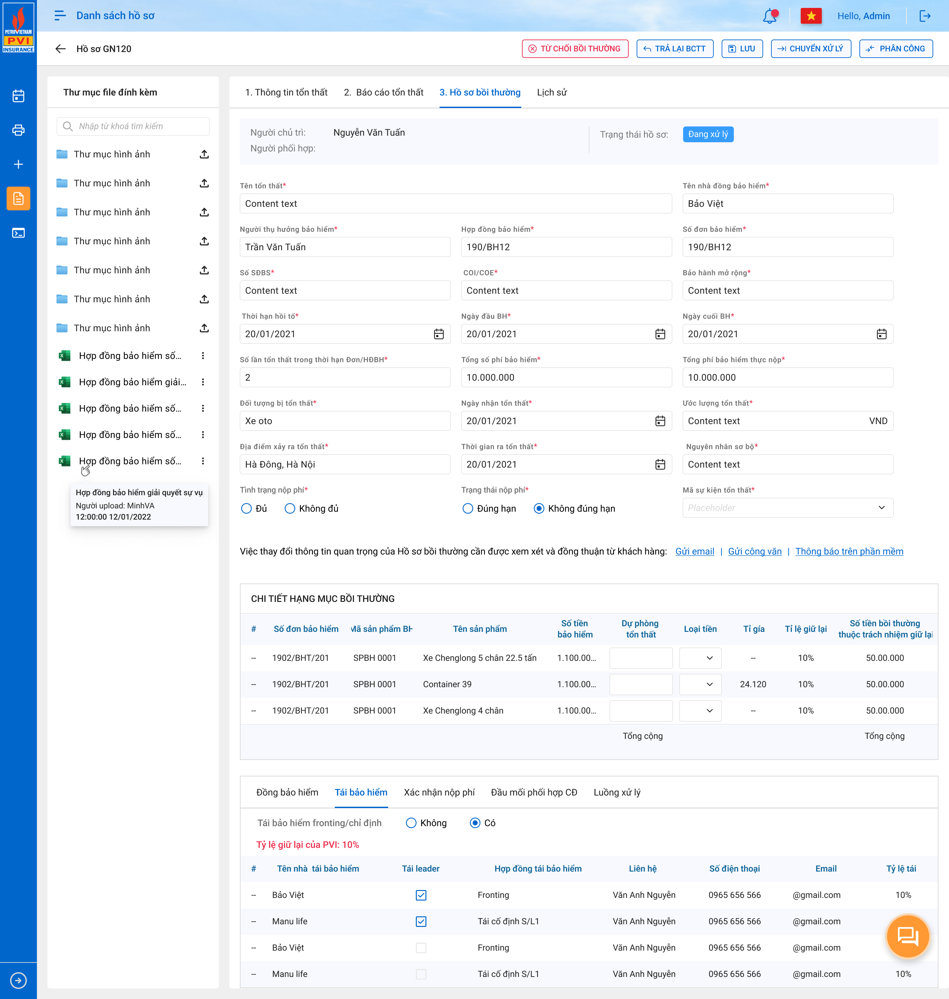 PETROVIETNAM
PVI
INSURANCE
Danh sách hồ sơ
Hello, Admin
Hồ sơ GN120
TỪ CHỐI BỒI THƯỜNG
TRẢ LẠI BCTT
LƯU
CHUYỂN XỬ LÝ
PHÂN CÔNG
Thư mục file đính kèm
Nhập từ khoá tìm kiếm
Thư mục hình ảnh
Thư mục hình ảnh
Thư mục hình ảnh
Thư mục hình ảnh
Thư mục hình ảnh
Thư mục hình ảnh
Thư mục hình ảnh
Hợp đồng bảo hiểm số...
Hợp đồng bảo hiểm giải...
Hợp đồng bảo hiểm số...
Hợp đồng bảo hiểm số...
Hợp đồng bảo hiểm số...
Hợp đồng bảo hiểm giải quyết sự vụ
Người upload: MinhVA
12:00:00 12/01/2022
1. Thông tin tổn thất 2. Báo cáo tổn thất 3. Hồ sơ bồi thường Lịch sử
Người chủ trì: Nguyễn Văn Tuấn
Người phối hợp:
Trạng thái hồ sơ: Đang xử lý
Tên tổn thất* Tên nhà đồng bảo hiểm*
Content text Bảo Việt
Người thụ hưởng bảo hiểm* Hợp đồng bảo hiểm* Số đơn bảo hiểm*
Trần Văn Tuấn 190/BH12 190/BH12
Số SĐBS* COI/COE* Bảo hành mở rộng*
Content text Content text Content text
Thời hạn hồi tố* Ngày đầu BH* Ngày cuối BH*
20/01/2021 20/01/2021 20/01/2021
Số lần tổn thất trong thời hạn Đơn/HĐBH* Tổng số phí bảo hiểm* Tổng phí bảo hiểm thực nộp*
2 10.000.000 10.000.000
Đối tượng bị tổn thất* Ngày nhận tổn thất* Ước lượng tổn thất*
Xe oto 20/01/2021 Content text VND
Địa điểm xảy ra tổn thất* Thời gian ra tổn thất* Nguyên nhân sơ bộ*
Hà Đông, Hà Nội 20/01/2021 Content text
Tình trạng nộp phí* Trạng thái nộp phí* Mã sự kiện tổn thất*
Đủ Không đủ Đúng hạn Không đúng hạn Placeholder
Việc thay đổi thông tin quan trọng của Hồ sơ bồi thường cần được xem xét và đồng thuận từ khách hàng: Gửi email | Gửi công văn | Thông báo trên phần mềm
CHI TIẾT HẠNG MỤC BỒI THƯỜNG
# Số đơn bảo hiểm Mã sản phẩm BH Tên sản phẩm Số tiền bảo hiểm Dự phòng tổn thất Loại tiền Tỉ giá Tỉ lệ giữ lại Số tiền bồi thường thuộc trách nhiệm giữ lại
-- 1902/BHT/201 SPBH 0001 Xe Chenglong 5 chân 22.5 tấn 1.100.00... -- 10% 50.00.000
-- 1902/BHT/201 SPBH 0001 Container 39 1.100.00... 24.120 10% 50.00.000
-- 1902/BHT/201 SPBH 0001 Xe Chenglong 4 chân 1.100.00... -- 10% 50.00.000
Tổng cộng Tổng cộng
Đồng bảo hiểm Tái bảo hiểm Xác nhận nộp phí Đầu mối phối hợp CĐ Luồng xử lý
Tái bảo hiểm fronting/chỉ định Không Có
Tỷ lệ giữ lại của PVI: 10%
# Tên nhà tái bảo hiểm Tái leader Hợp đồng tái bảo hiểm Liên hệ Số điện thoại Email Tỷ lệ tái
-- Bảo Việt Fronting Văn Anh Nguyễn 0965 656 566 @gmail.com 10%
-- Manu life Tái cố định S/L1 Văn Anh Nguyễn 0965 656 566 @gmail.com
-- Bảo Việt Fronting Văn Anh Nguyễn 0965 656 566 @gmail.com
-- Manu life Tái cố định S/L1 Văn Anh Nguyễn 0965 656 566 @gmail.com 10%